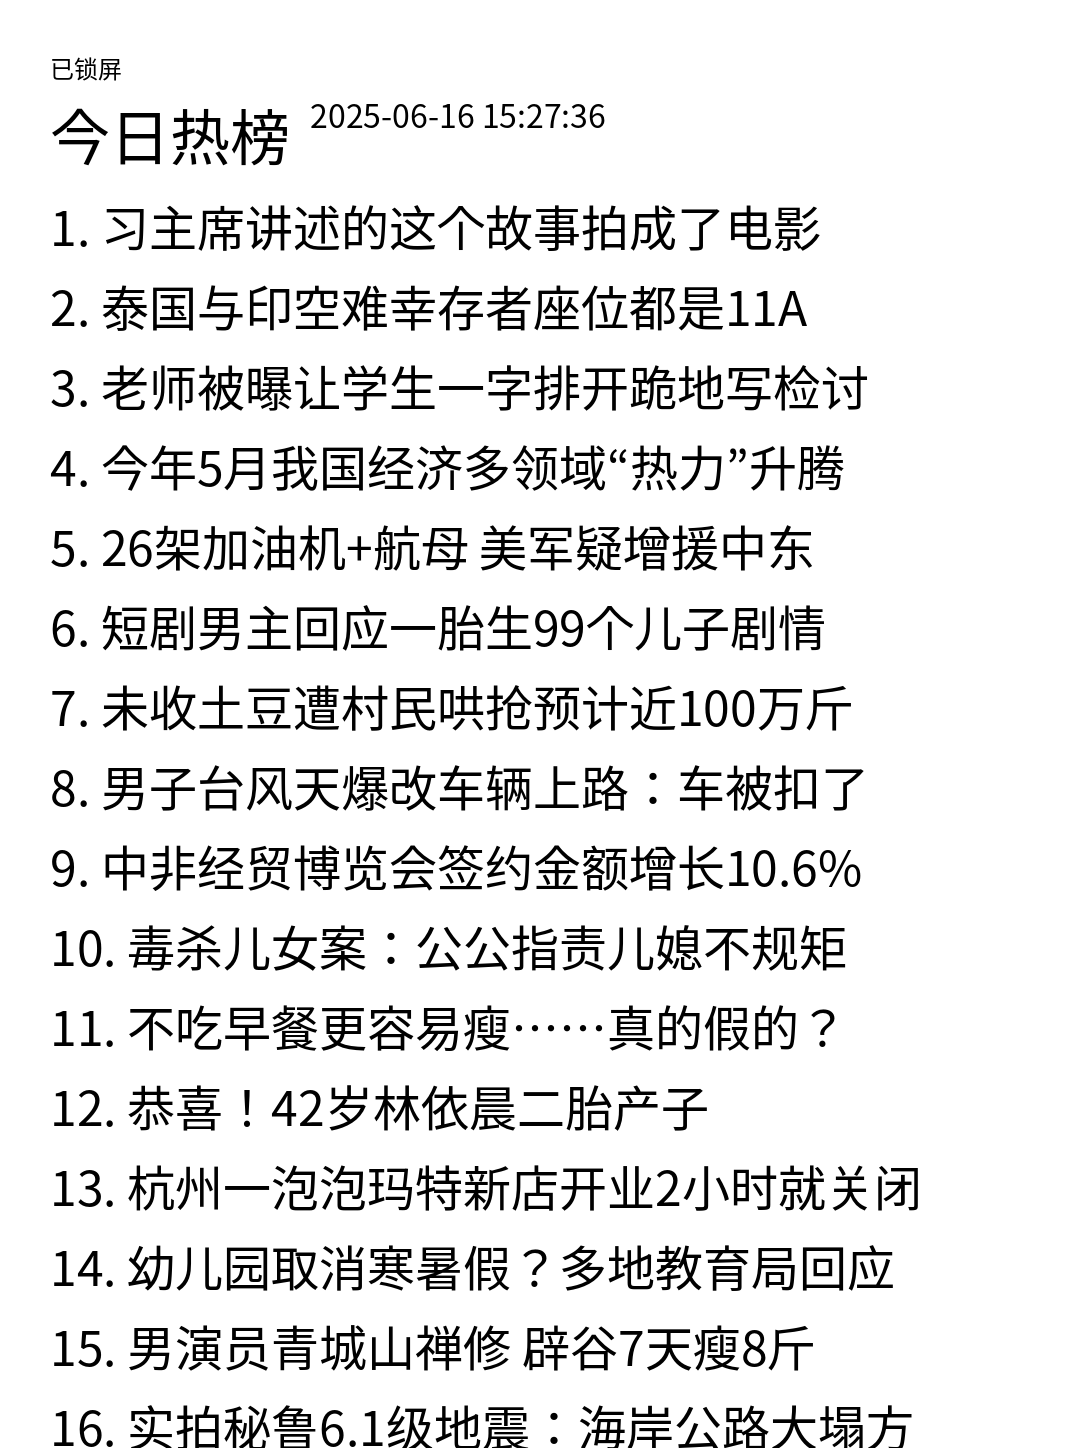 已锁屏
今日热榜 2025-06-16 15:27:36
1. 习主席讲述的这个故事拍成了电影
2. 泰国与印空难幸存者座位都是11A
3. 老师被曝让学生一字排开跪地写检讨
4. 今年5月我国经济多领域“热力”升腾
5. 26架加油机+航母 美军疑增援中东
6. 短剧男主回应一胎生99个儿子剧情
7. 未收土豆遭村民哄抢预计近100万斤
8. 男子台风天爆改车辆上路：车被扣了
9. 中非经贸博览会签约金额增长10.6%
10. 毒杀儿女案：公公指责儿媳不规矩
11. 不吃早餐更容易瘦……真的假的？
12. 恭喜！42岁林依晨二胎产子
13. 杭州一泡泡玛特新店开业2小时就关闭
14. 幼儿园取消寒暑假？多地教育局回应
15. 男演员青城山禅修 辟谷7天瘦8斤
16. 实拍秘鲁6.1级地震：海岸公路大塌方